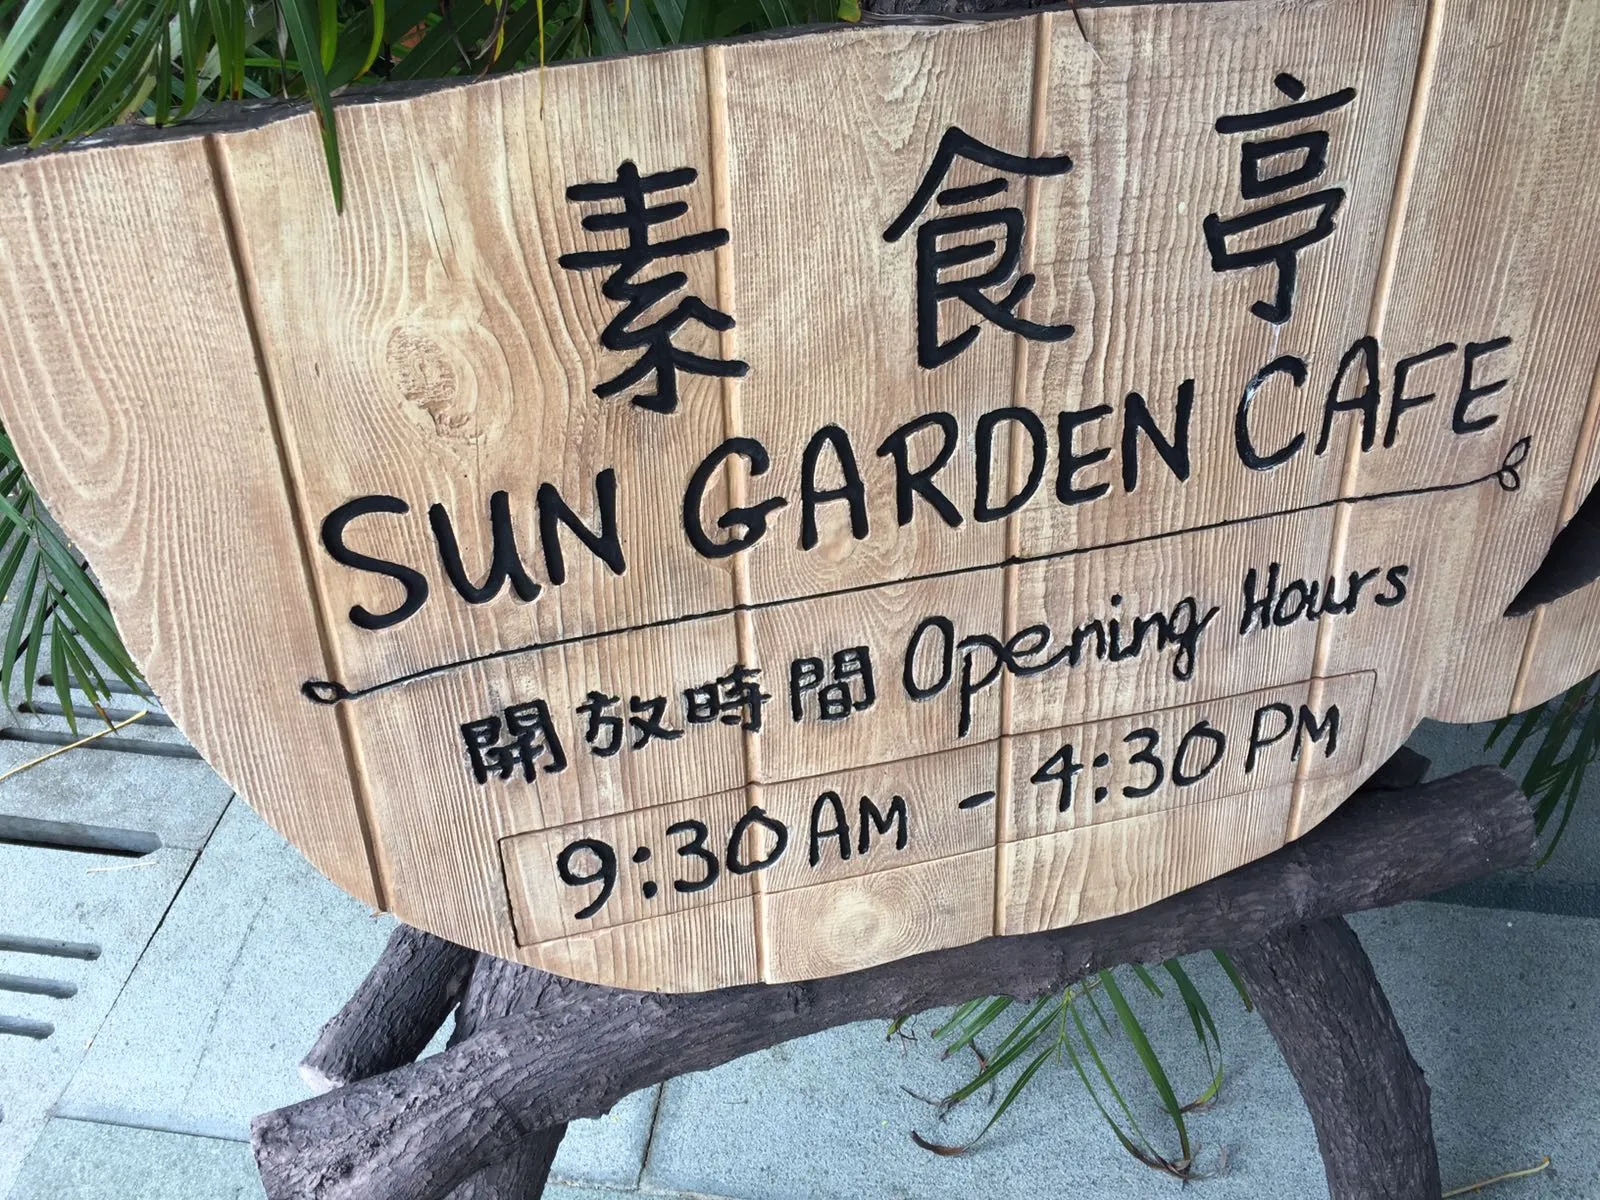 素食亭
SUN GARDEN CAFE
開放時間 Opening Hours
9:30 AM - 4:30 PM